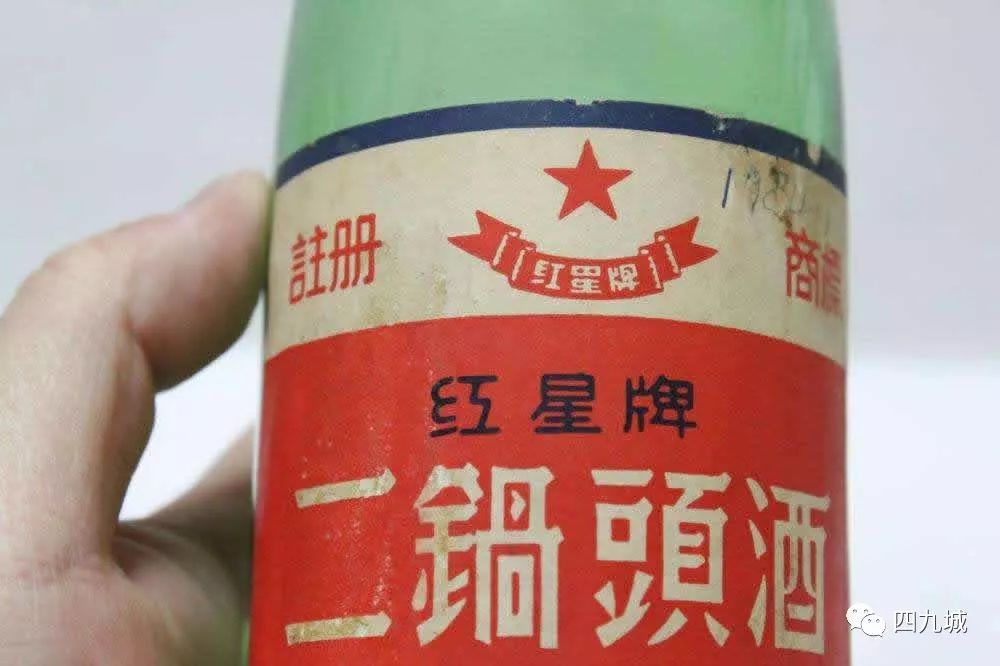 註册 商標
红星牌
红星牌
二鍋頭酒
四九城